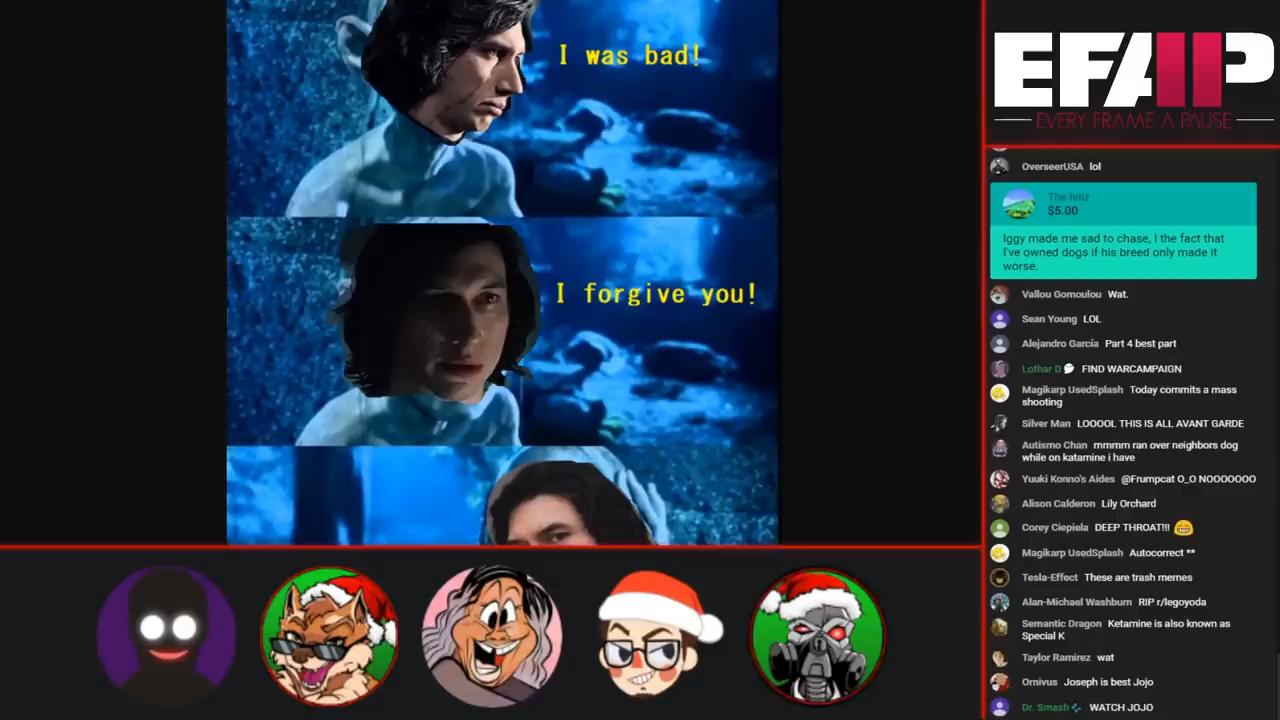 I was bad!
I forgive you!
EFAP
EVERY FRAME A PAUSE
OverseerUSA lol
The hillz
$5.00
Iggy made me sad to chase, I the fact that
I've owned dogs if his breed only made it
worse.
Vallou Gomoulou Wat.
Sean Young LOL
Alejandro García Part 4 best part
Lothar D FIND WARCAMPAIGN
Magikarp UsedSplash Today commits a mass
shooting
Silver Man LOOOOL THIS IS ALL AVANT GARDE
Autismo Chan mmmm ran over neighbors dog
while on katamine i have
Yuuki Konno's Aides @Frumpcat O_O NOOOOOOO
Alison Calderon Lily Orchard
Corey Ciepiela DEEP THROAT!!!
Magikarp UsedSplash Autocorrect **
Tesla-Effect These are trash memes
Alan-Michael Washburn RIP r/legoyoda
Semantic Dragon Ketamine is also known as
Special K
Taylor Ramirez wat
Omivus Joseph is best Jojo
Dr. Smash WATCH JOJO